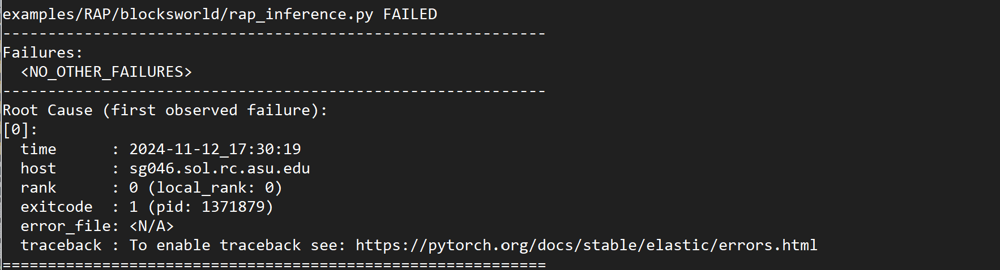 examples/RAP/blocksworld/rap_inference.py FAILED
------------------------------------------------------------
Failures:
  <NO_OTHER_FAILURES>
------------------------------------------------------------
Root Cause (first observed failure):
[0]:
  time      : 2024-11-12_17:30:19
  host      : sg046.sol.rc.asu.edu
  rank      : 0 (local_rank: 0)
  exitcode  : 1 (pid: 1371879)
  error_file: <N/A>
  traceback : To enable traceback see: https://pytorch.org/docs/stable/elastic/errors.html
============================================================